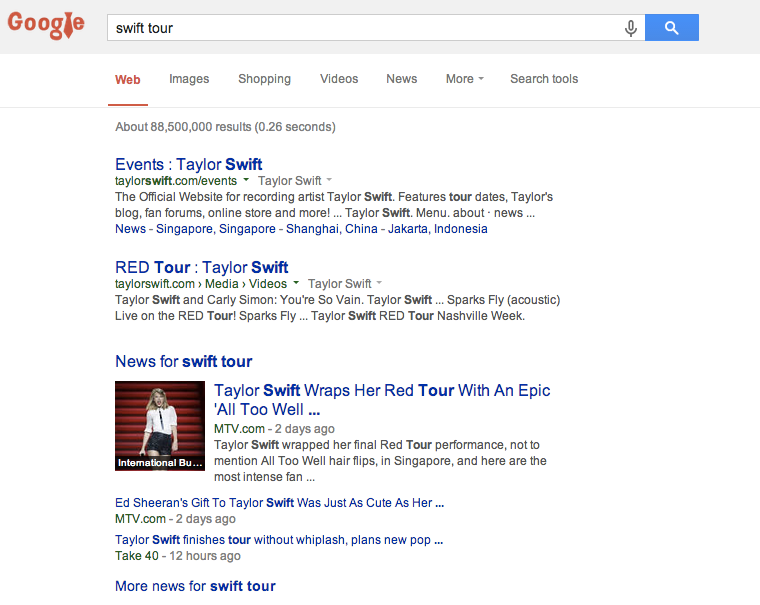 Google
swift tour
Web Images Shopping Videos News More Search tools
About 88,500,000 results (0.26 seconds)
Events : Taylor Swift
taylorswift.com/events Taylor Swift
The Official Website for recording artist Taylor Swift. Features tour dates, Taylor's
blog, fan forums, online store and more! ... Taylor Swift. Menu. about · news ...
News - Singapore, Singapore - Shanghai, China - Jakarta, Indonesia
RED Tour : Taylor Swift
taylorswift.com › Media › Videos Taylor Swift
Taylor Swift and Carly Simon: You're So Vain. Taylor Swift ... Sparks Fly (acoustic)
Live on the RED Tour! Sparks Fly ... Taylor Swift RED Tour Nashville Week.
News for swift tour
Taylor Swift Wraps Her Red Tour With An Epic
'All Too Well ...
MTV.com - 2 days ago
Taylor Swift wrapped her final Red Tour performance, not to
mention All Too Well hair flips, in Singapore, and here are the
most intense fan ...
International Bu...
Ed Sheeran's Gift To Taylor Swift Was Just As Cute As Her ...
MTV.com - 2 days ago
Taylor Swift finishes tour without whiplash, plans new pop ...
Take 40 - 12 hours ago
More news for swift tour